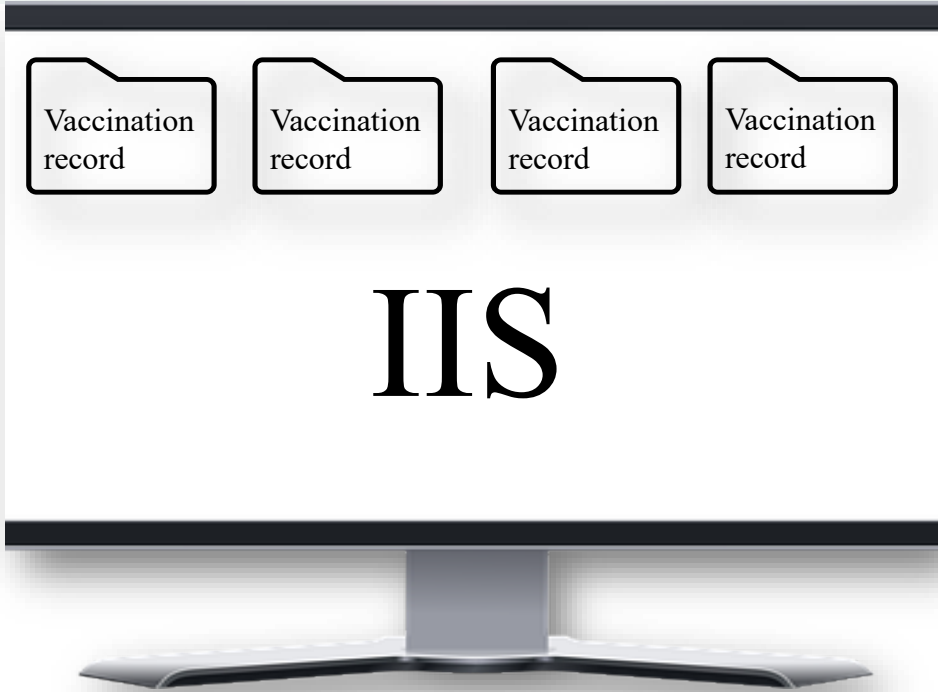 Vaccination
record
Vaccination
record
Vaccination
record
Vaccination
record
IIS